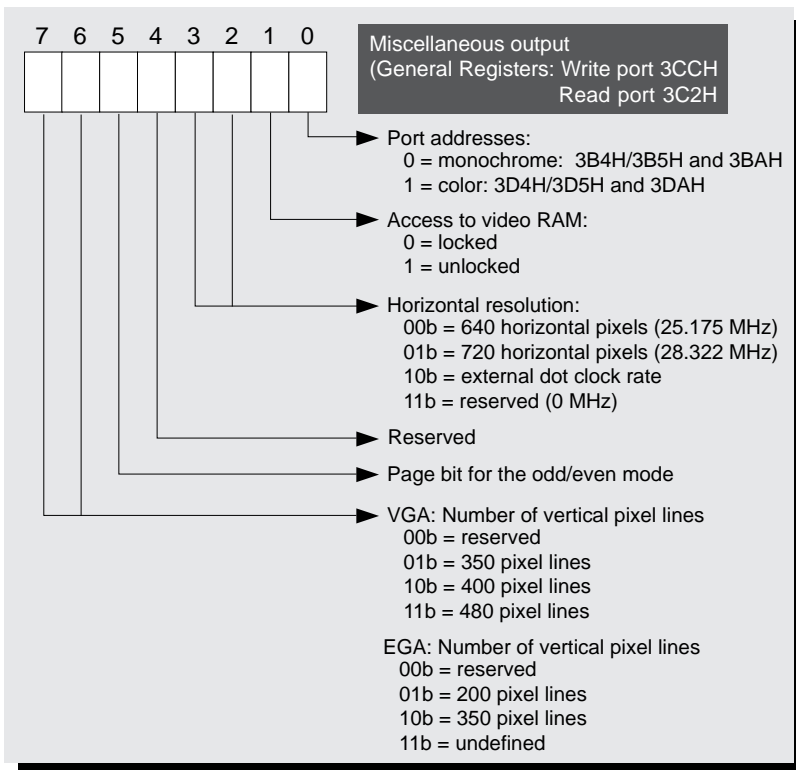 7 6 5 4 3 2 1 0
Miscellaneous output
(General Registers: Write port 3CCH
Read port 3C2H
Port addresses:
0 = monochrome: 3B4H/3B5H and 3BAH
1 = color: 3D4H/3D5H and 3DAH
Access to video RAM:
0 = locked
1 = unlocked
Horizontal resolution:
00b = 640 horizontal pixels (25.175 MHz)
01b = 720 horizontal pixels (28.322 MHz)
10b = external dot clock rate
11b = reserved (0 MHz)
Reserved
Page bit for the odd/even mode
VGA: Number of vertical pixel lines
00b = reserved
01b = 350 pixel lines
10b = 400 pixel lines
11b = 480 pixel lines
EGA: Number of vertical pixel lines
00b = reserved
01b = 200 pixel lines
10b = 350 pixel lines
11b = undefined